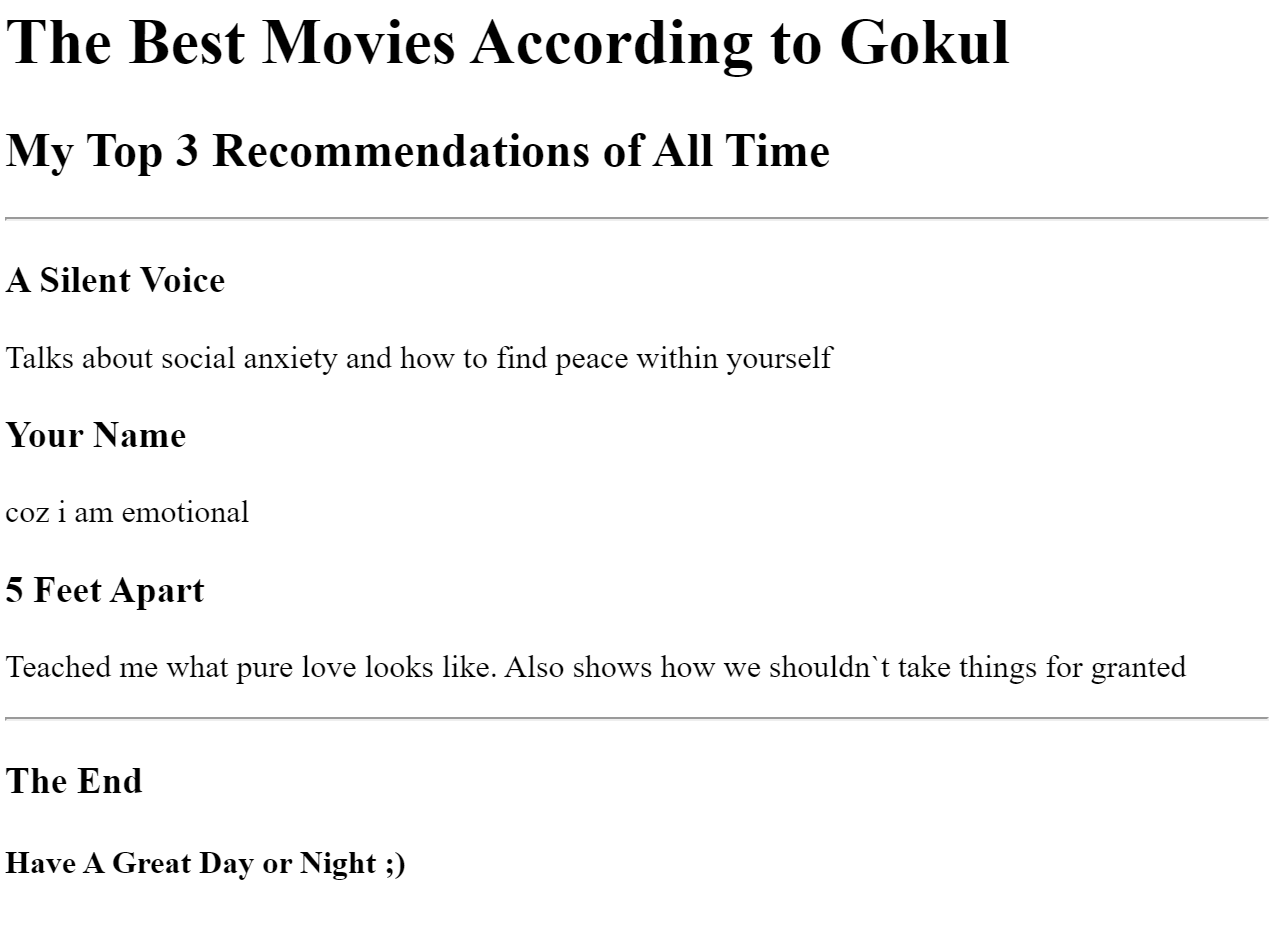 The Best Movies According to Gokul
My Top 3 Recommendations of All Time
A Silent Voice
Talks about social anxiety and how to find peace within yourself
Your Name
coz i am emotional
5 Feet Apart
Teached me what pure love looks like. Also shows how we shouldn`t take things for granted
The End
Have A Great Day or Night ;)